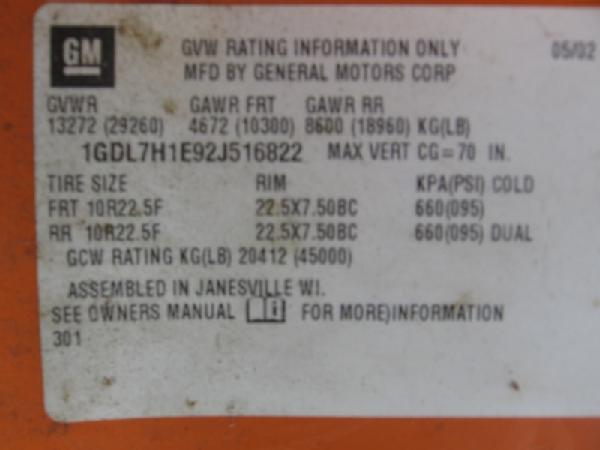 GM
GVW RATING INFORMATION ONLY 05/02
MFD BY GENERAL MOTORS CORP
GVWR GAWR FRT GAWR RR
13272 (29260) 4672 (10300) 8600 (18960) KG(LB)
1GDL7H1E92J516822 MAX VERT CG=70 IN.
TIRE SIZE RIM KPA(PSI) COLD
FRT 10R22.5F 22.5X7.50BC 660(095)
RR 10R22.5F 22.5X7.50BC 660(095) DUAL
GCW RATING KG(LB) 20412 (45000)
ASSEMBLED IN JANESVILLE WI.
SEE OWNERS MANUAL FOR MORE)INFORMATION
301